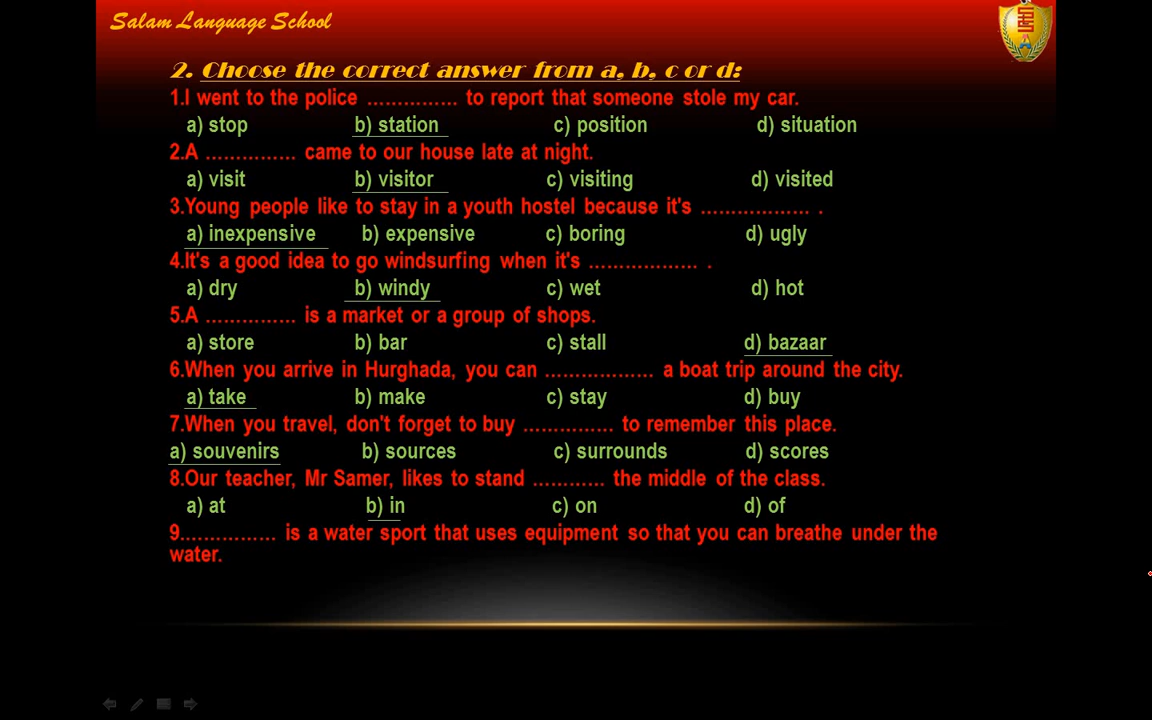 Salam Language School
2. Choose the correct answer from a, b, c or d:
1.I went to the police …………… to report that someone stole my car.
a) stop b) station c) position d) situation
2.A …………… came to our house late at night.
a) visit b) visitor c) visiting d) visited
3.Young people like to stay in a youth hostel because it's ……………… .
a) inexpensive b) expensive c) boring d) ugly
4.It's a good idea to go windsurfing when it's ……………… .
a) dry b) windy c) wet d) hot
5.A …………… is a market or a group of shops.
a) store b) bar c) stall d) bazaar
6.When you arrive in Hurghada, you can ……………… a boat trip around the city.
a) take b) make c) stay d) buy
7.When you travel, don't forget to buy …………… to remember this place.
a) souvenirs b) sources c) surrounds d) scores
8.Our teacher, Mr Samer, likes to stand ………… the middle of the class.
a) at b) in c) on d) of
9.…………… is a water sport that uses equipment so that you can breathe under the
water.